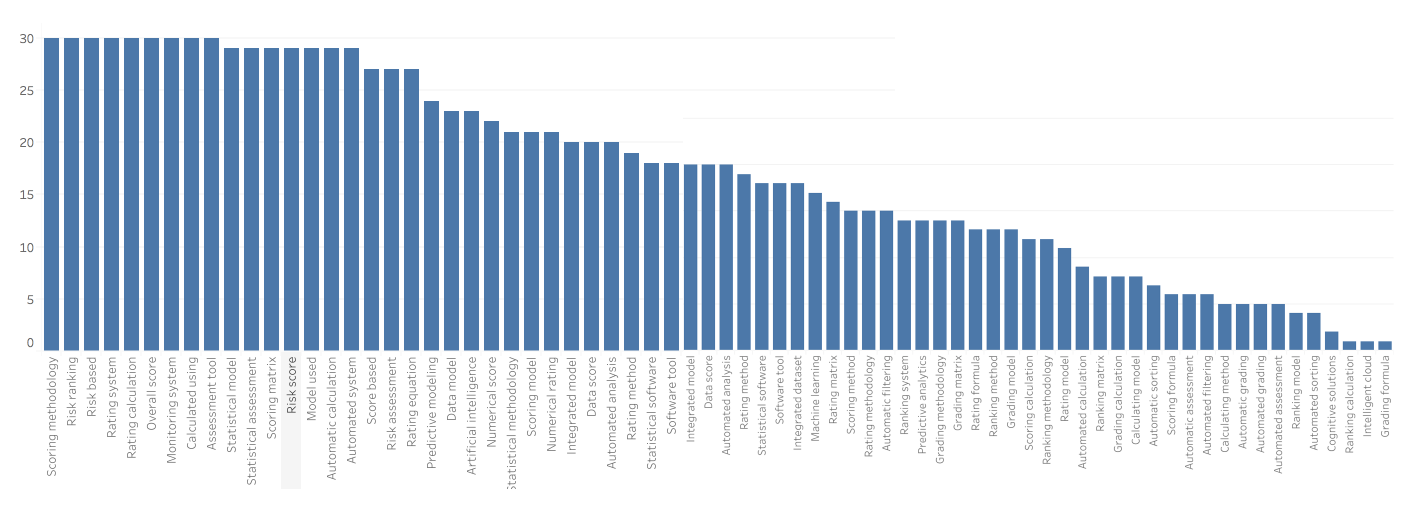 30
25
20
15
10
5
0
Scoring methodology
Risk ranking
Risk based
Rating system
Rating calculation
Overall score
Monitoring system
Calculated using
Assessment tool
Statistical model
Statistical assessment
Scoring matrix
Risk score
Model used
Automatic calculation
Automated system
Score based
Risk assessment
Rating equation
Predictive modeling
Data model
Artificial intelligence
Numerical score
Statistical methodology
Scoring model
Numerical rating
Integrated model
Data score
Automated analysis
Rating method
Statistical software
Software tool
Integrated model
Data score
Automated analysis
Rating method
Statistical software
Software tool
Integrated dataset
Machine learning
Rating matrix
Scoring method
Rating methodology
Automatic filtering
Ranking system
Predictive analytics
Grading methodology
Grading matrix
Rating formula
Ranking method
Grading model
Scoring calculation
Ranking methodology
Rating model
Automated calculation
Ranking matrix
Grading calculation
Calculating model
Automatic sorting
Scoring formula
Automatic assessment
Automated filtering
Calculating method
Automatic grading
Automated grading
Automated assessment
Ranking model
Automated sorting
Cognitive solutions
Ranking calculation
Intelligent cloud
Grading formula